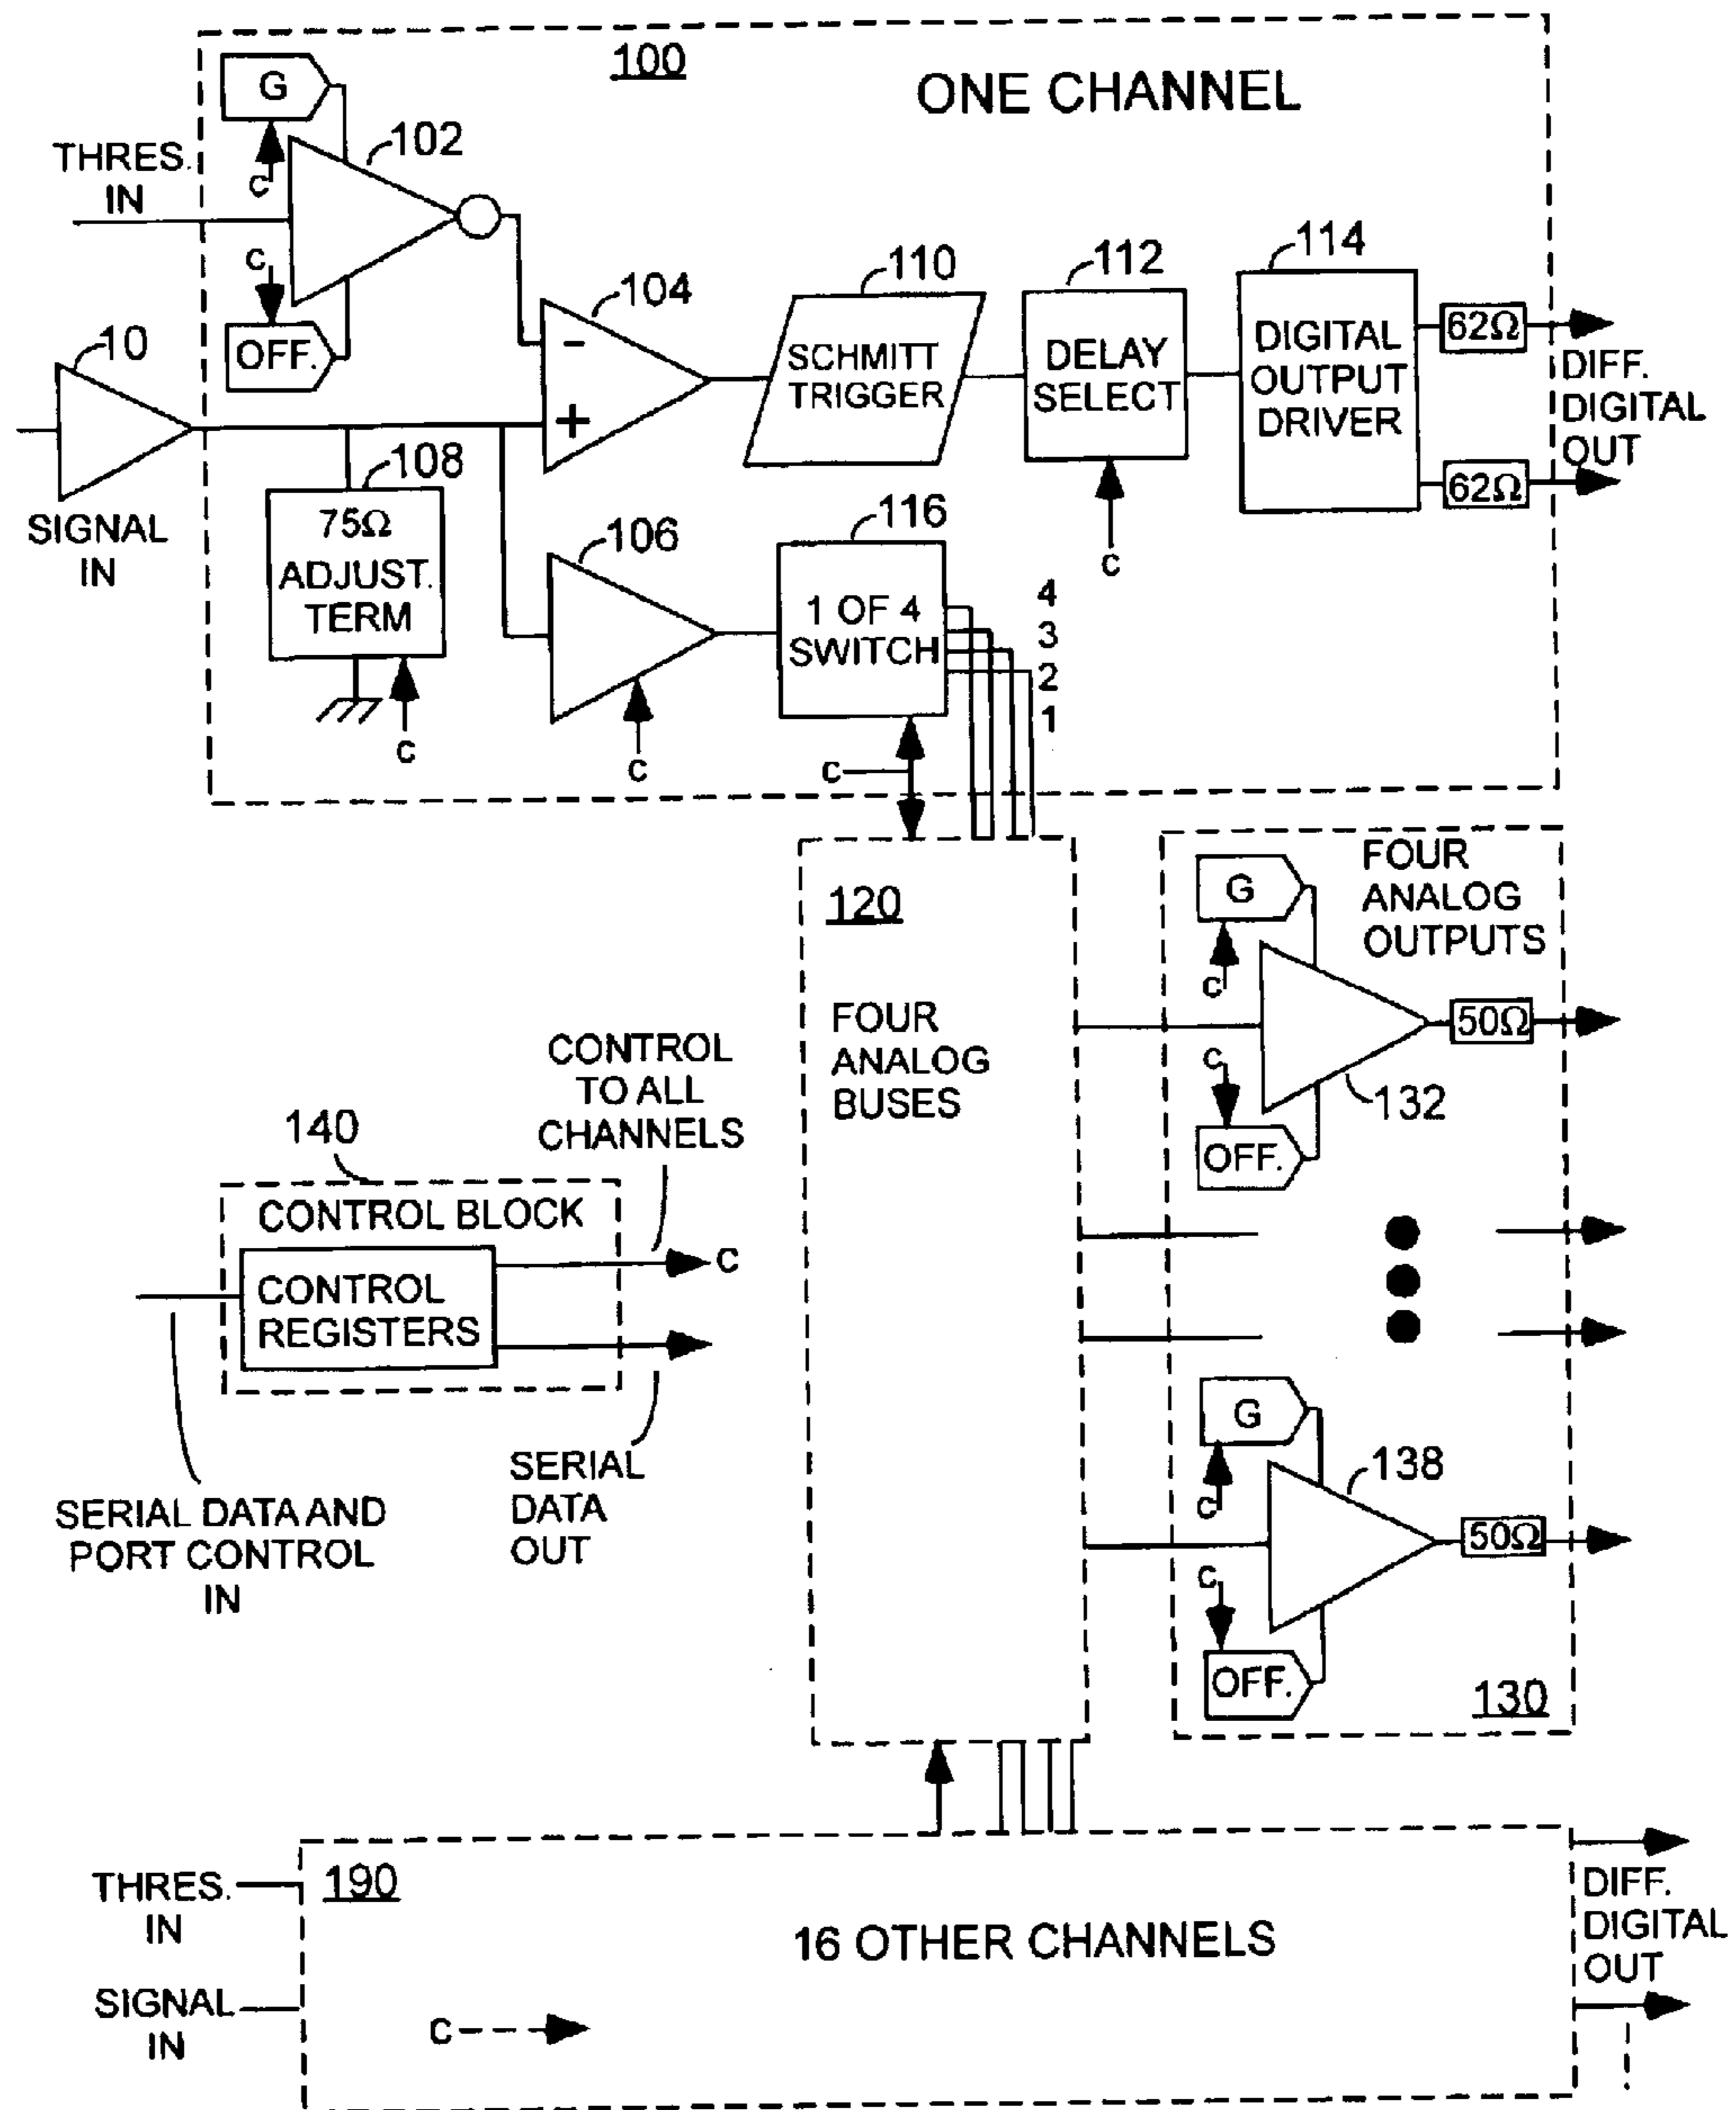 100
ONE CHANNEL
G
C
THRES.
IN
102
C
OFF.
10
SIGNAL
IN
104
-
+
110
SCHMITT
TRIGGER
112
DELAY
SELECT
C
114
DIGITAL
OUTPUT
DRIVER
62Ω
62Ω
DIFF.
DIGITAL
OUT
108
75Ω
ADJUST.
TERM
C
106
C
116
1 OF 4
SWITCH
C
4
3
2
1
120
FOUR
ANALOG
BUSES
FOUR
ANALOG
OUTPUTS
G
C
C
OFF.
50Ω
132
CONTROL
TO ALL
CHANNELS
140
CONTROL BLOCK
CONTROL
REGISTERS
C
SERIAL
DATA
OUT
SERIAL DATA AND
PORT CONTROL
IN
G
C
138
50Ω
C
OFF.
130
THRES.
IN
190
16 OTHER CHANNELS
SIGNAL
IN
C
DIFF.
DIGITAL
OUT